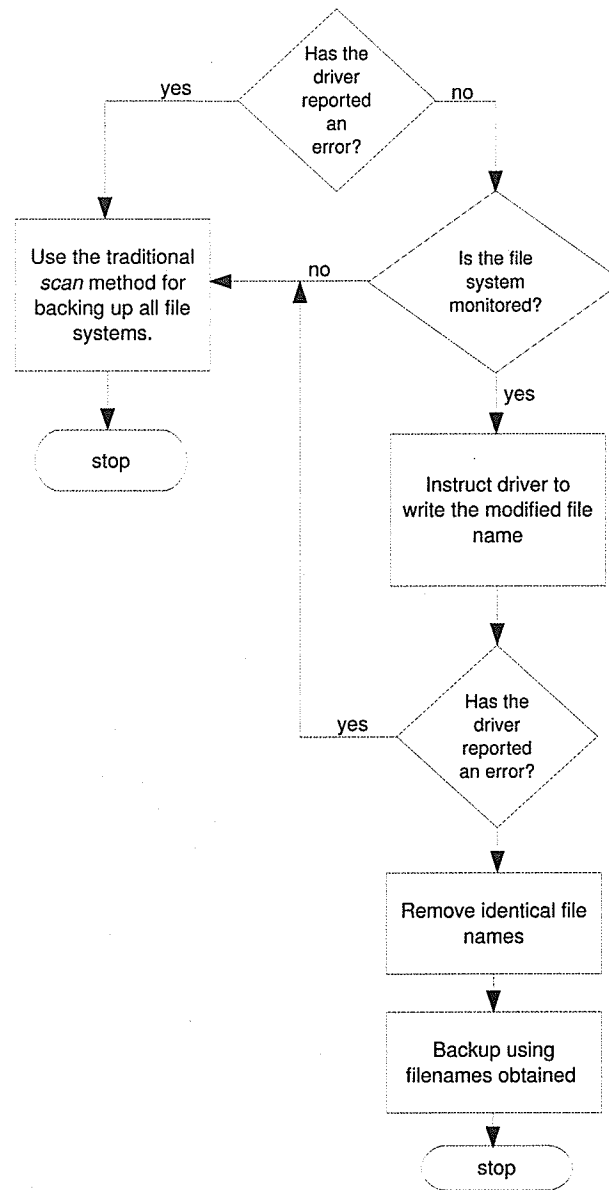 Has the
driver
reported
an
error?
yes
no
Use the traditional
scan method for
backing up all file
systems.
no
Is the file
system
monitored?
yes
stop
Instruct driver to
write the modified file
name
Has the
driver
reported
an error?
yes
Remove identical file
names
Backup using
filenames obtained
stop